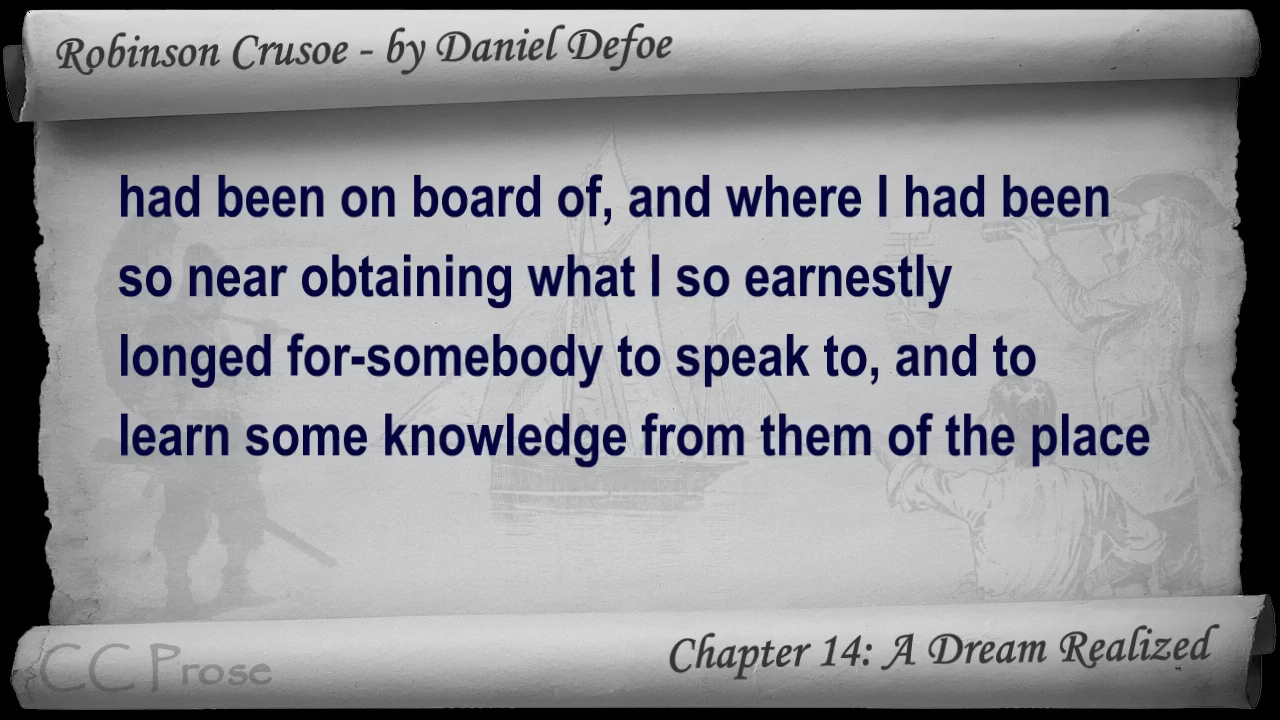 Robinson Crusoe - by Daniel Defoe
had been on board of, and where I had been
so near obtaining what I so earnestly
longed for-somebody to speak to, and to
learn some knowledge from them of the place
CC Prose
Chapter 14: A Dream Realized